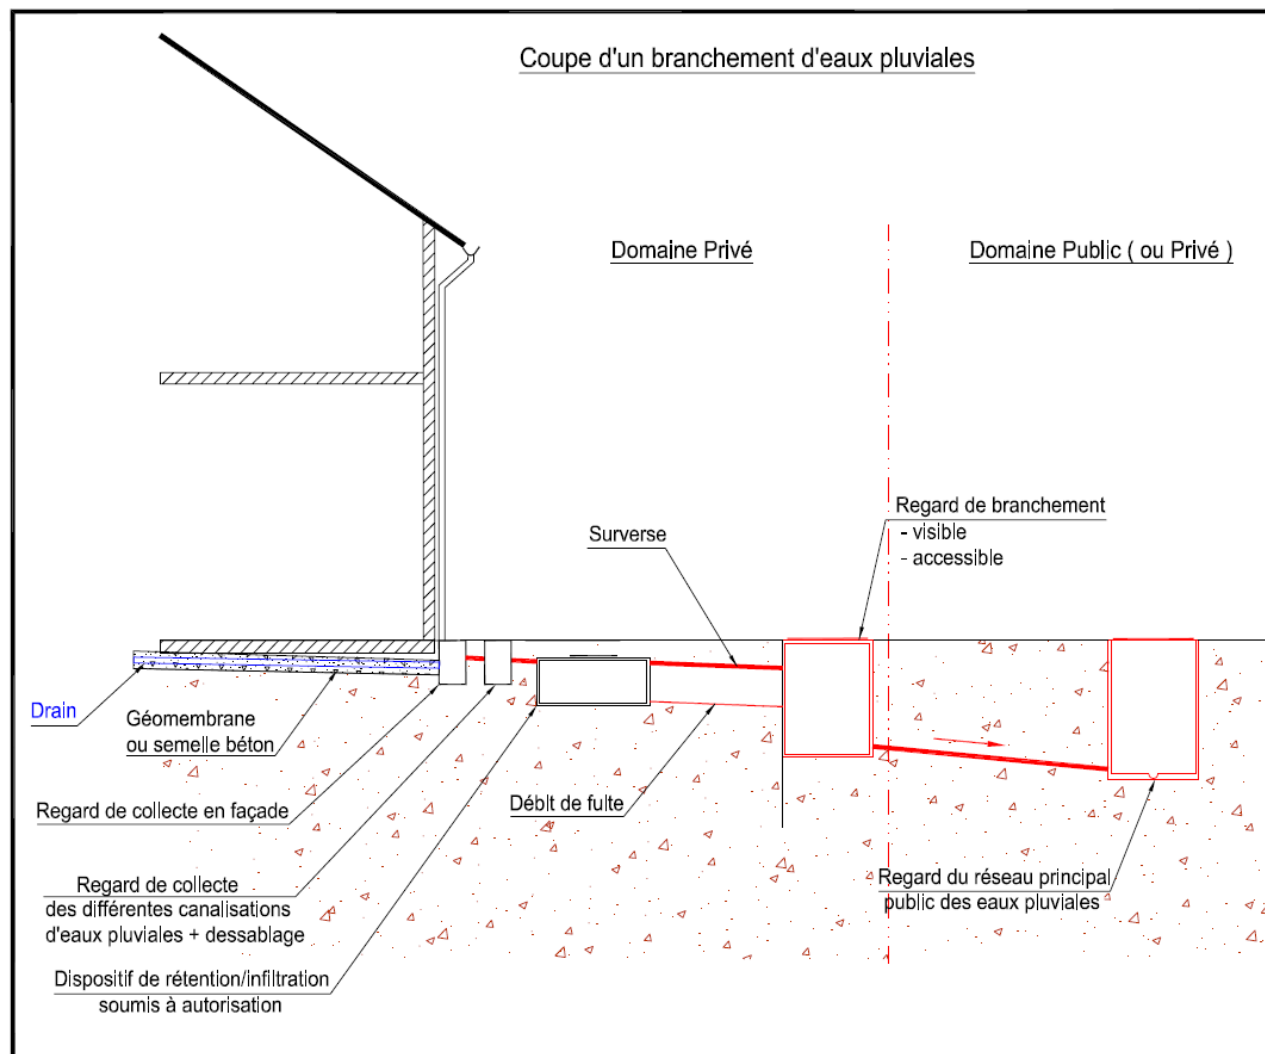 Coupe d'un branchement d'eaux pluviales
Domaine Privé
Domaine Public ( ou Privé )
Regard de branchement
- visible
- accessible
Surverse
Drain
Géomembrane
ou semelle béton
Regard de collecte en façade
Débit de fuite
Regard de collecte
des différentes canalisations
d'eaux pluviales + dessablage
Regard du réseau principal
public des eaux pluviales
Dispositif de rétention/infiltration
soumis à autorisation